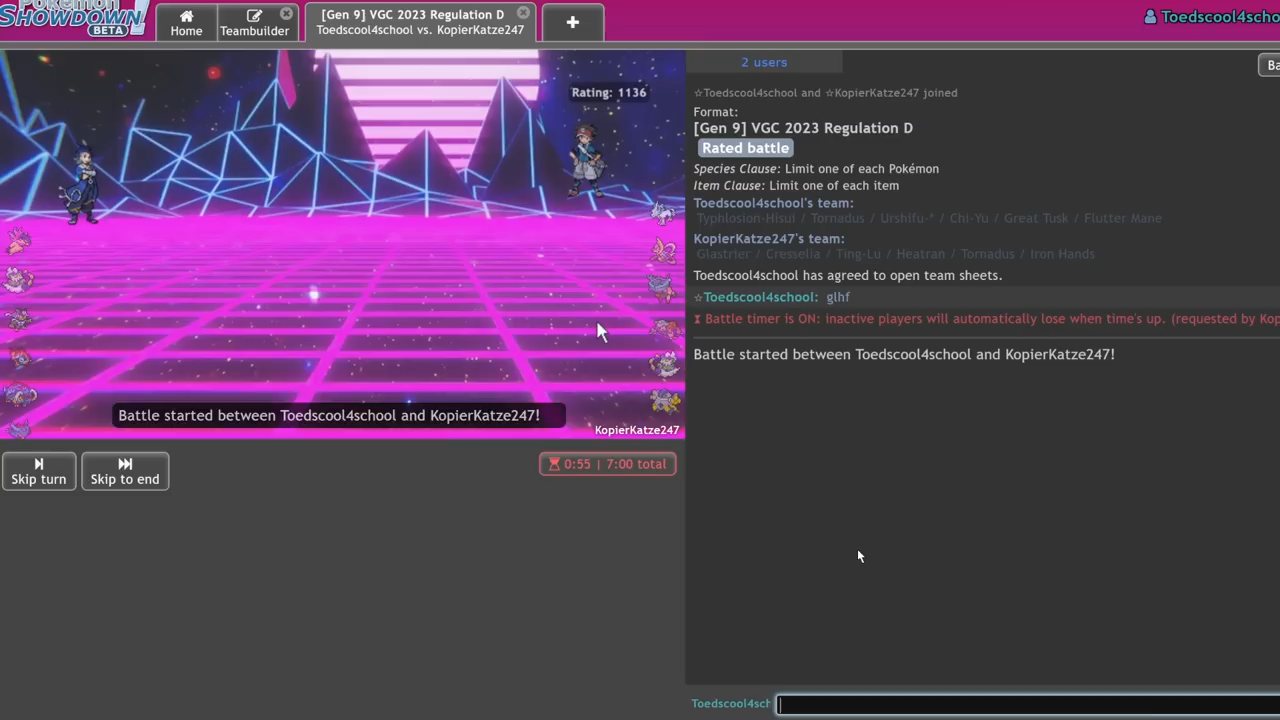 Pokémon
SHOWDOWN!
BETA
Home
Teambuilder
[Gen 9] VGC 2023 Regulation D
Toedscool4school vs. KopierKatze247
+
Toedscool4scho
Rating: 1136
Battle started between Toedscool4school and KopierKatze247!
KopierKatze247
Skip turn
Skip to end
0:55 | 7:00 total
2 users
Ba
☆Toedscool4school and ☆KopierKatze247 joined
Format:
[Gen 9] VGC 2023 Regulation D
Rated battle
Species Clause: Limit one of each Pokémon
Item Clause: Limit one of each item
Toedscool4school's team:
Typhlosion-Hisui / Tornadus / Urshifu-* / Chi-Yu / Great Tusk / Flutter Mane
KopierKatze247's team:
Glastrier / Cresselia / Ting-Lu / Heatran / Tornadus / Iron Hands
Toedscool4school has agreed to open team sheets.
☆Toedscool4school: glhf
Battle timer is ON: inactive players will automatically lose when time's up. (requested by Kop
Battle started between Toedscool4school and KopierKatze247!
Toedscool4sch